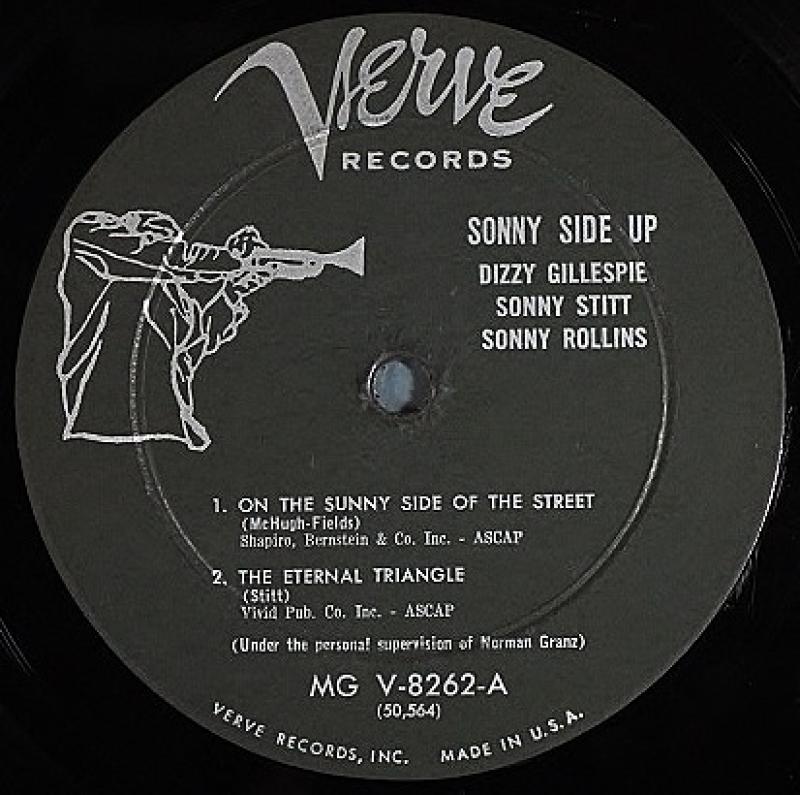 Verve
RECORDS
SONNY SIDE UP
DIZZY GILLESPIE
SONNY STITT
SONNY ROLLINS
1. ON THE SUNNY SIDE OF THE STREET
(McHugh-Fields)
Shapiro, Bernstein & Co. Inc. - ASCAP
2. THE ETERNAL TRIANGLE
(Stitt)
Vivid Pub. Co. Inc. - ASCAP
(Under the personal supervision of Norman Granz)
MG V-8262-A
(50,564)
VERVE RECORDS, INC. MADE IN U.S.A.